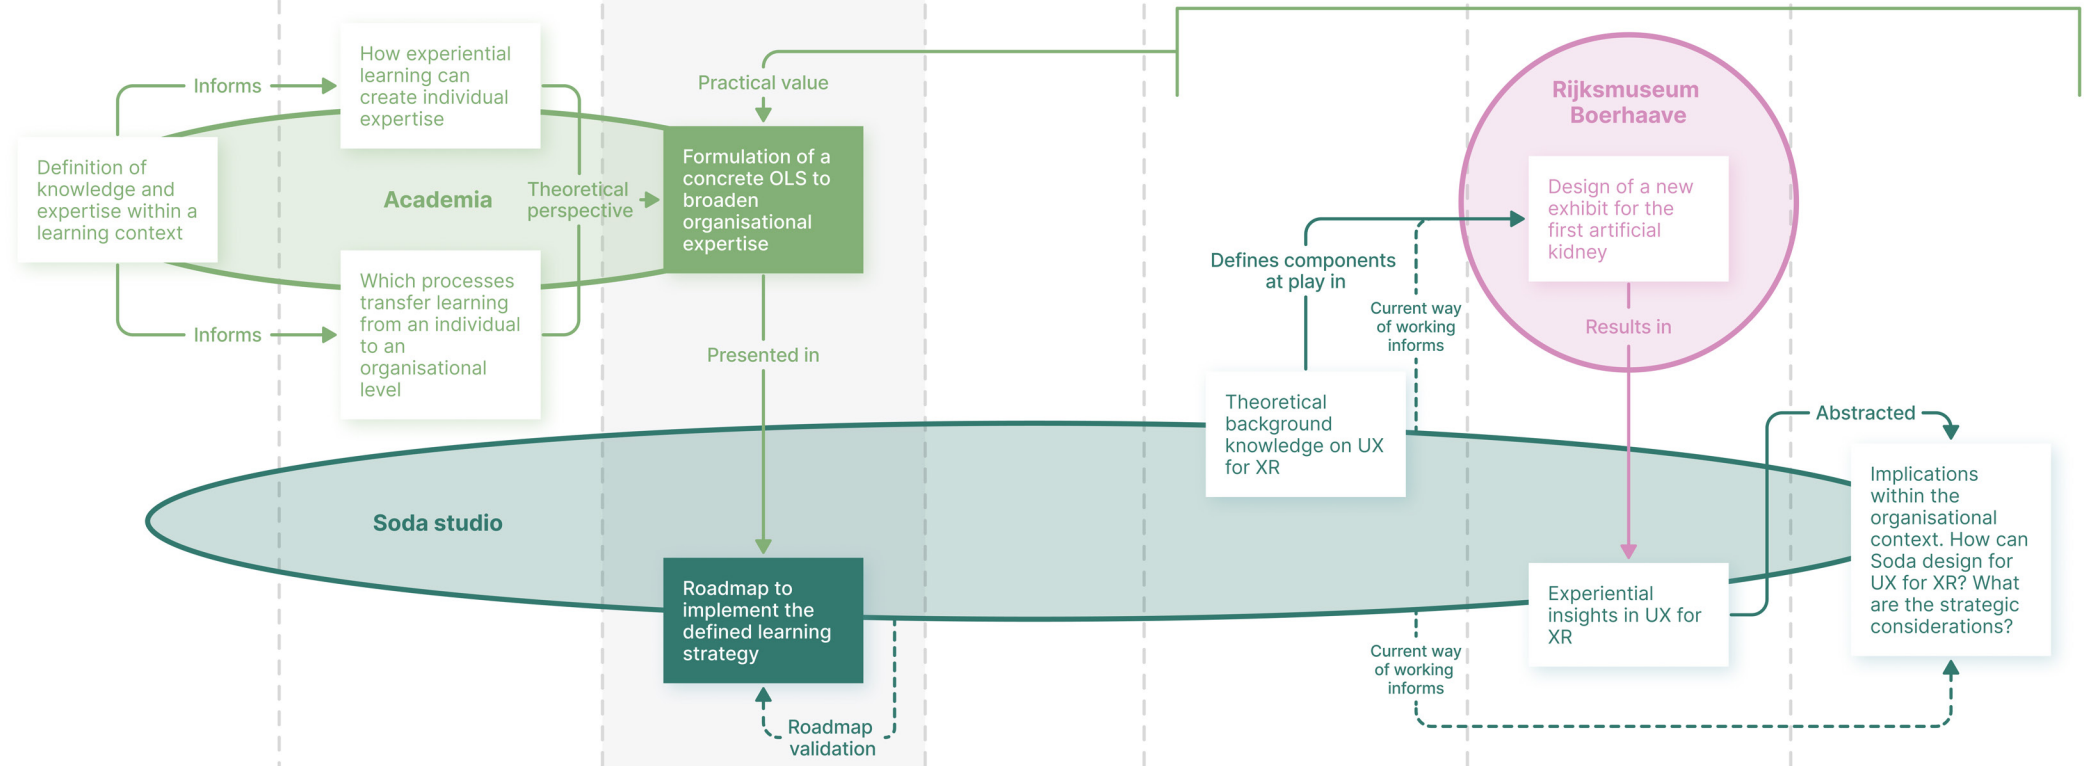 Informs
How experiential
learning can
create individual
expertise
Definition of
knowledge and
expertise within a
learning context
Academia
Theoretical
perspective
Informs
Which processes
transfer learning
from an individual
to an
organisational
level
Practical value
Formulation of a
concrete OLS to
broaden
organisational
expertise
Presented in
Soda studio
Roadmap to
implement the
defined learning
strategy
Roadmap
validation
Rijksmuseum
Boerhaave
Design of a new
exhibit for the
first artificial
kidney
Results in
Defines components
at play in
Current way
of working
informs
Theoretical
background
knowledge on UX
for XR
Abstracted
Implications
within the
organisational
context. How can
Soda design for
UX for XR? What
are the strategic
considerations?
Experiential
insights in UX for
XR
Current way
of working
informs